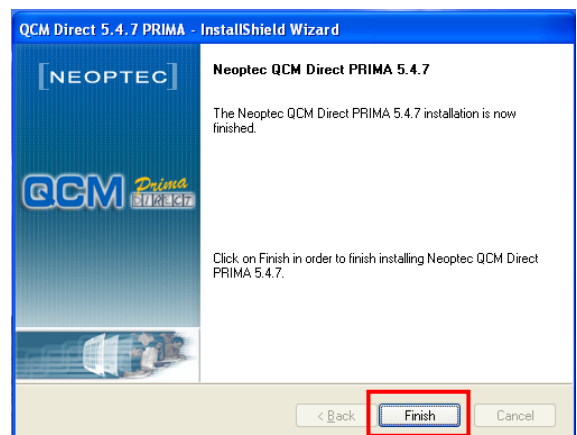 QCM Direct 5.4.7 PRIMA - InstallShield Wizard
[NEOPTEC]
Neoptec QCM Direct PRIMA 5.4.7
The Neoptec QCM Direct PRIMA 5.4.7 installation is now
finished.
QCM Prima
DIRECT
Click on Finish in order to finish installing Neoptec QCM Direct
PRIMA 5.4.7.
< Back Finish Cancel